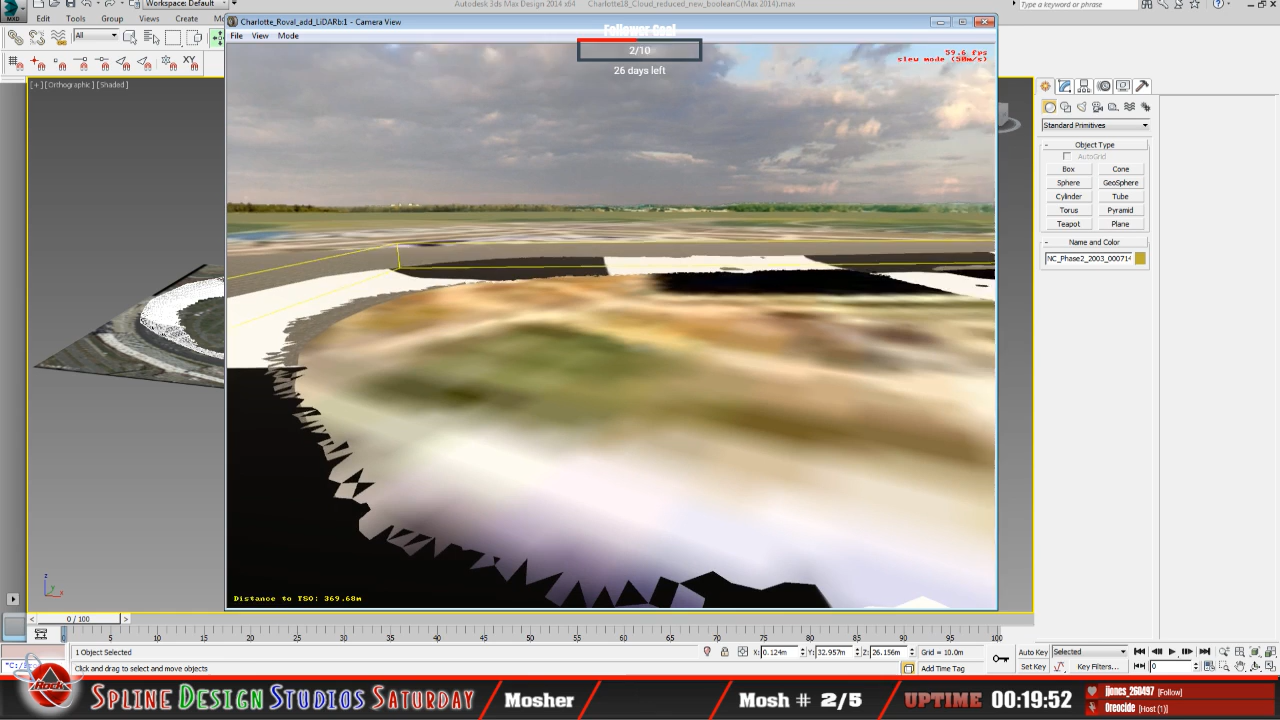 Autodesk 3ds Max Design 2014 x64 Charlotte18_Cloud_reduced_new_booleanC(Max 2014).max
Type a keyword or phrase
Workspace: Default
MXD
Edit Tools Group Views Create
All
XY
[+] [Orthographic] [Shaded]
Charlotte_Roval_add_LiDARb:1 - Camera View
File View Mode
Follower Goal
2/10
26 days left
59.6 fps
slew mode (50m/s)
Distance to TSO: 369.68m
Standard Primitives
Object Type
AutoGrid
Box Cone
Sphere GeoSphere
Cylinder Tube
Torus Pyramid
Teapot Plane
Name and Color
NC_Phase2_2003_000714
z
y
x
0 / 100
0 5 10 15 20 25 30 35 40 45 50 55 60 65 70 75 80 85 90 95 100
1 Object Selected
X: 0.124m Y: 32.957m Z: 26.156m Grid = 10.0m
Auto Key Selected
Click and drag to select and move objects
Add Time Tag
Set Key Key Filters... 0
Rock
Spline Design Studios Saturday
Mosher
Mosh # 2/5
UPTIME 00:19:52
jjones_260497 [Follow]
Oreocide [Host (1)]